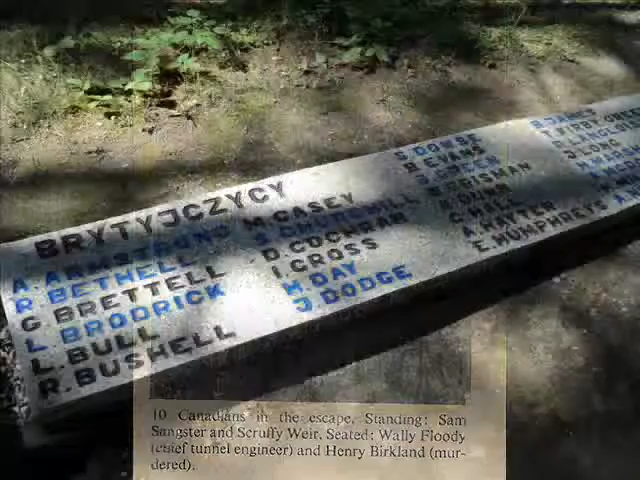 BRYTYJCZYCY
A. ARMSTRONG
R BETHELL
G BRETTELL
L BRODRICK
L. BULL
R. BUSHELL
M. CASEY
S. CHURCHILL
D. COCHRAN
I. CROSS
H. DAY
J. DODGE
S. DOWSE
B. EVANS
C. HALL
A. HAYTER
E. HUMPHREYS
10 Canadians in the escape. Standing: Sam
Sangster and Scruffy Weir. Seated: Wally Floody
(chief tunnel engineer) and Henry Birkland (mur-
dered).